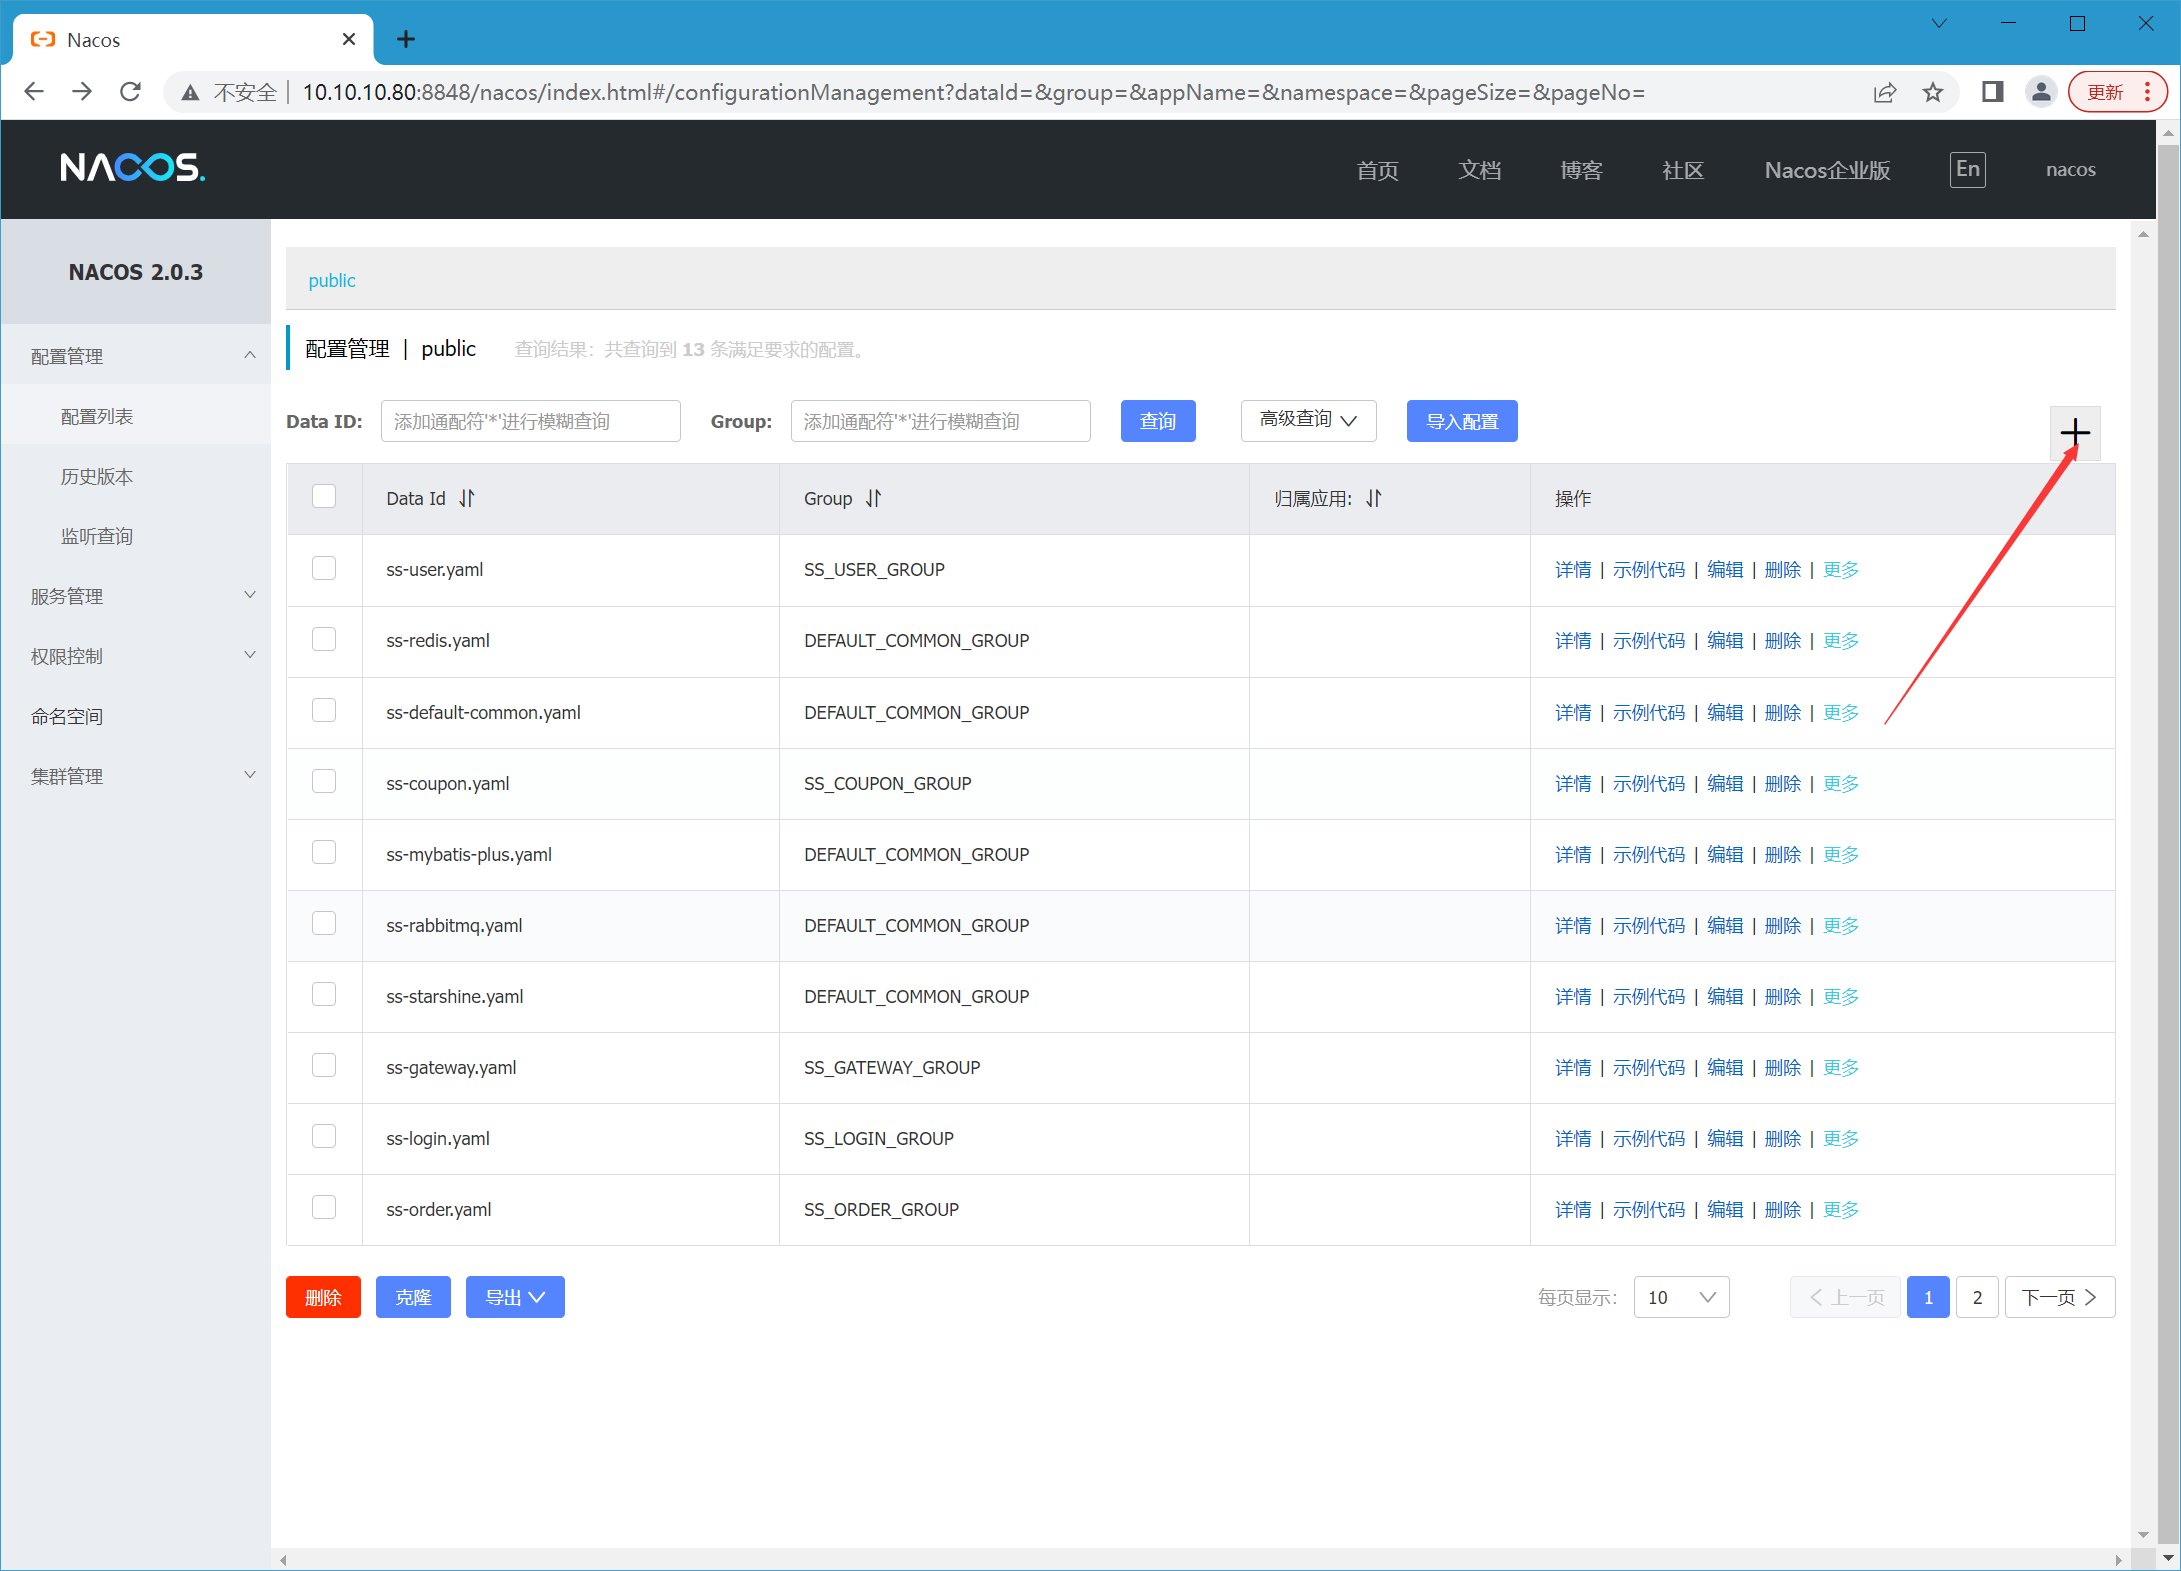 Nacos
不安全 10.10.10.80:8848/nacos/index.html#/configurationManagement?dataId=&group=&appName=&namespace=&pageSize=&pageNo= 更新
NACOS. 首页 文档 博客 社区 Nacos企业版 En nacos
NACOS 2.0.3
配置管理
配置列表
历史版本
监听查询
服务管理
权限控制
命名空间
集群管理
public
配置管理 | public 查询结果：共查询到 13 条满足要求的配置。
Data ID: 添加通配符'*'进行模糊查询 Group: 添加通配符'*'进行模糊查询 查询 高级查询 导入配置
Data Id Group 归属应用: 操作
ss-user.yaml SS_USER_GROUP 详情 | 示例代码 | 编辑 | 删除 | 更多
ss-redis.yaml DEFAULT_COMMON_GROUP 详情 | 示例代码 | 编辑 | 删除 | 更多
ss-default-common.yaml DEFAULT_COMMON_GROUP 详情 | 示例代码 | 编辑 | 删除 | 更多
ss-coupon.yaml SS_COUPON_GROUP 详情 | 示例代码 | 编辑 | 删除 | 更多
ss-mybatis-plus.yaml DEFAULT_COMMON_GROUP 详情 | 示例代码 | 编辑 | 删除 | 更多
ss-rabbitmq.yaml DEFAULT_COMMON_GROUP 详情 | 示例代码 | 编辑 | 删除 | 更多
ss-starshine.yaml DEFAULT_COMMON_GROUP 详情 | 示例代码 | 编辑 | 删除 | 更多
ss-gateway.yaml SS_GATEWAY_GROUP 详情 | 示例代码 | 编辑 | 删除 | 更多
ss-login.yaml SS_LOGIN_GROUP 详情 | 示例代码 | 编辑 | 删除 | 更多
ss-order.yaml SS_ORDER_GROUP 详情 | 示例代码 | 编辑 | 删除 | 更多
删除 克隆 导出 每页显示: 10 上一页 1 2 下一页